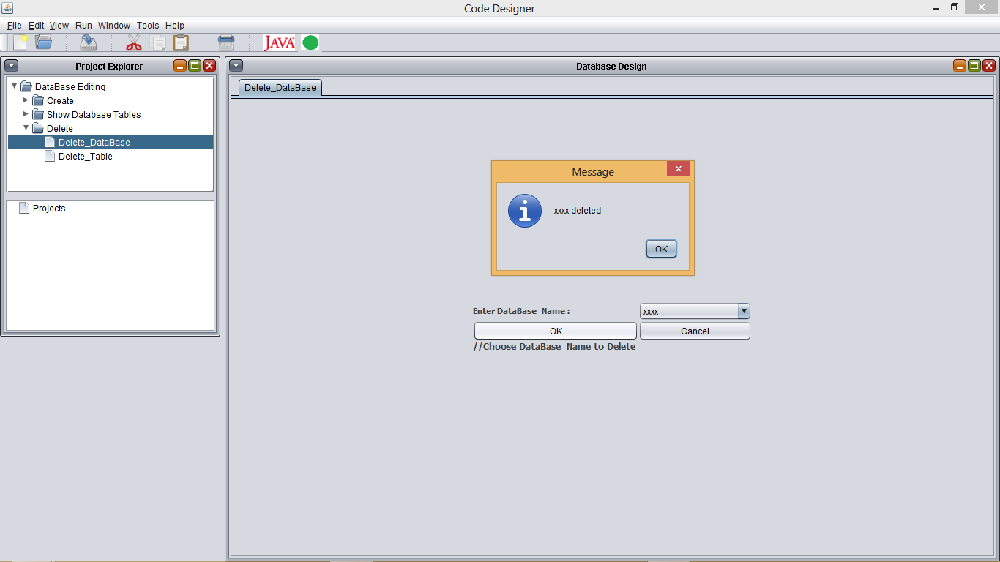 Code Designer
File Edit View Run Window Tools Help
JAVA
Project Explorer
DataBase Editing
Create
Show Database Tables
Delete
Delete_DataBase
Delete_Table
Projects
Database Design
Delete_DataBase
Message
xxxx deleted
OK
Enter DataBase_Name : xxxx
OK Cancel
//Choose DataBase_Name to Delete